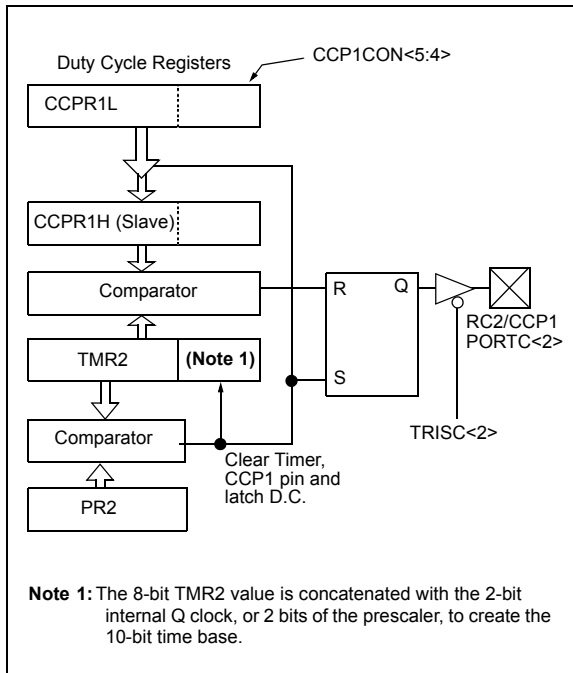 Duty Cycle Registers
CCP1CON<5:4>
CCPR1L
CCPR1H (Slave)
Comparator
R
Q
RC2/CCP1
PORTC<2>
TMR2
(Note 1)
S
TRISC<2>
Comparator
Clear Timer,
CCP1 pin and
latch D.C.
PR2
Note 1: The 8-bit TMR2 value is concatenated with the 2-bit
internal Q clock, or 2 bits of the prescaler, to create the
10-bit time base.